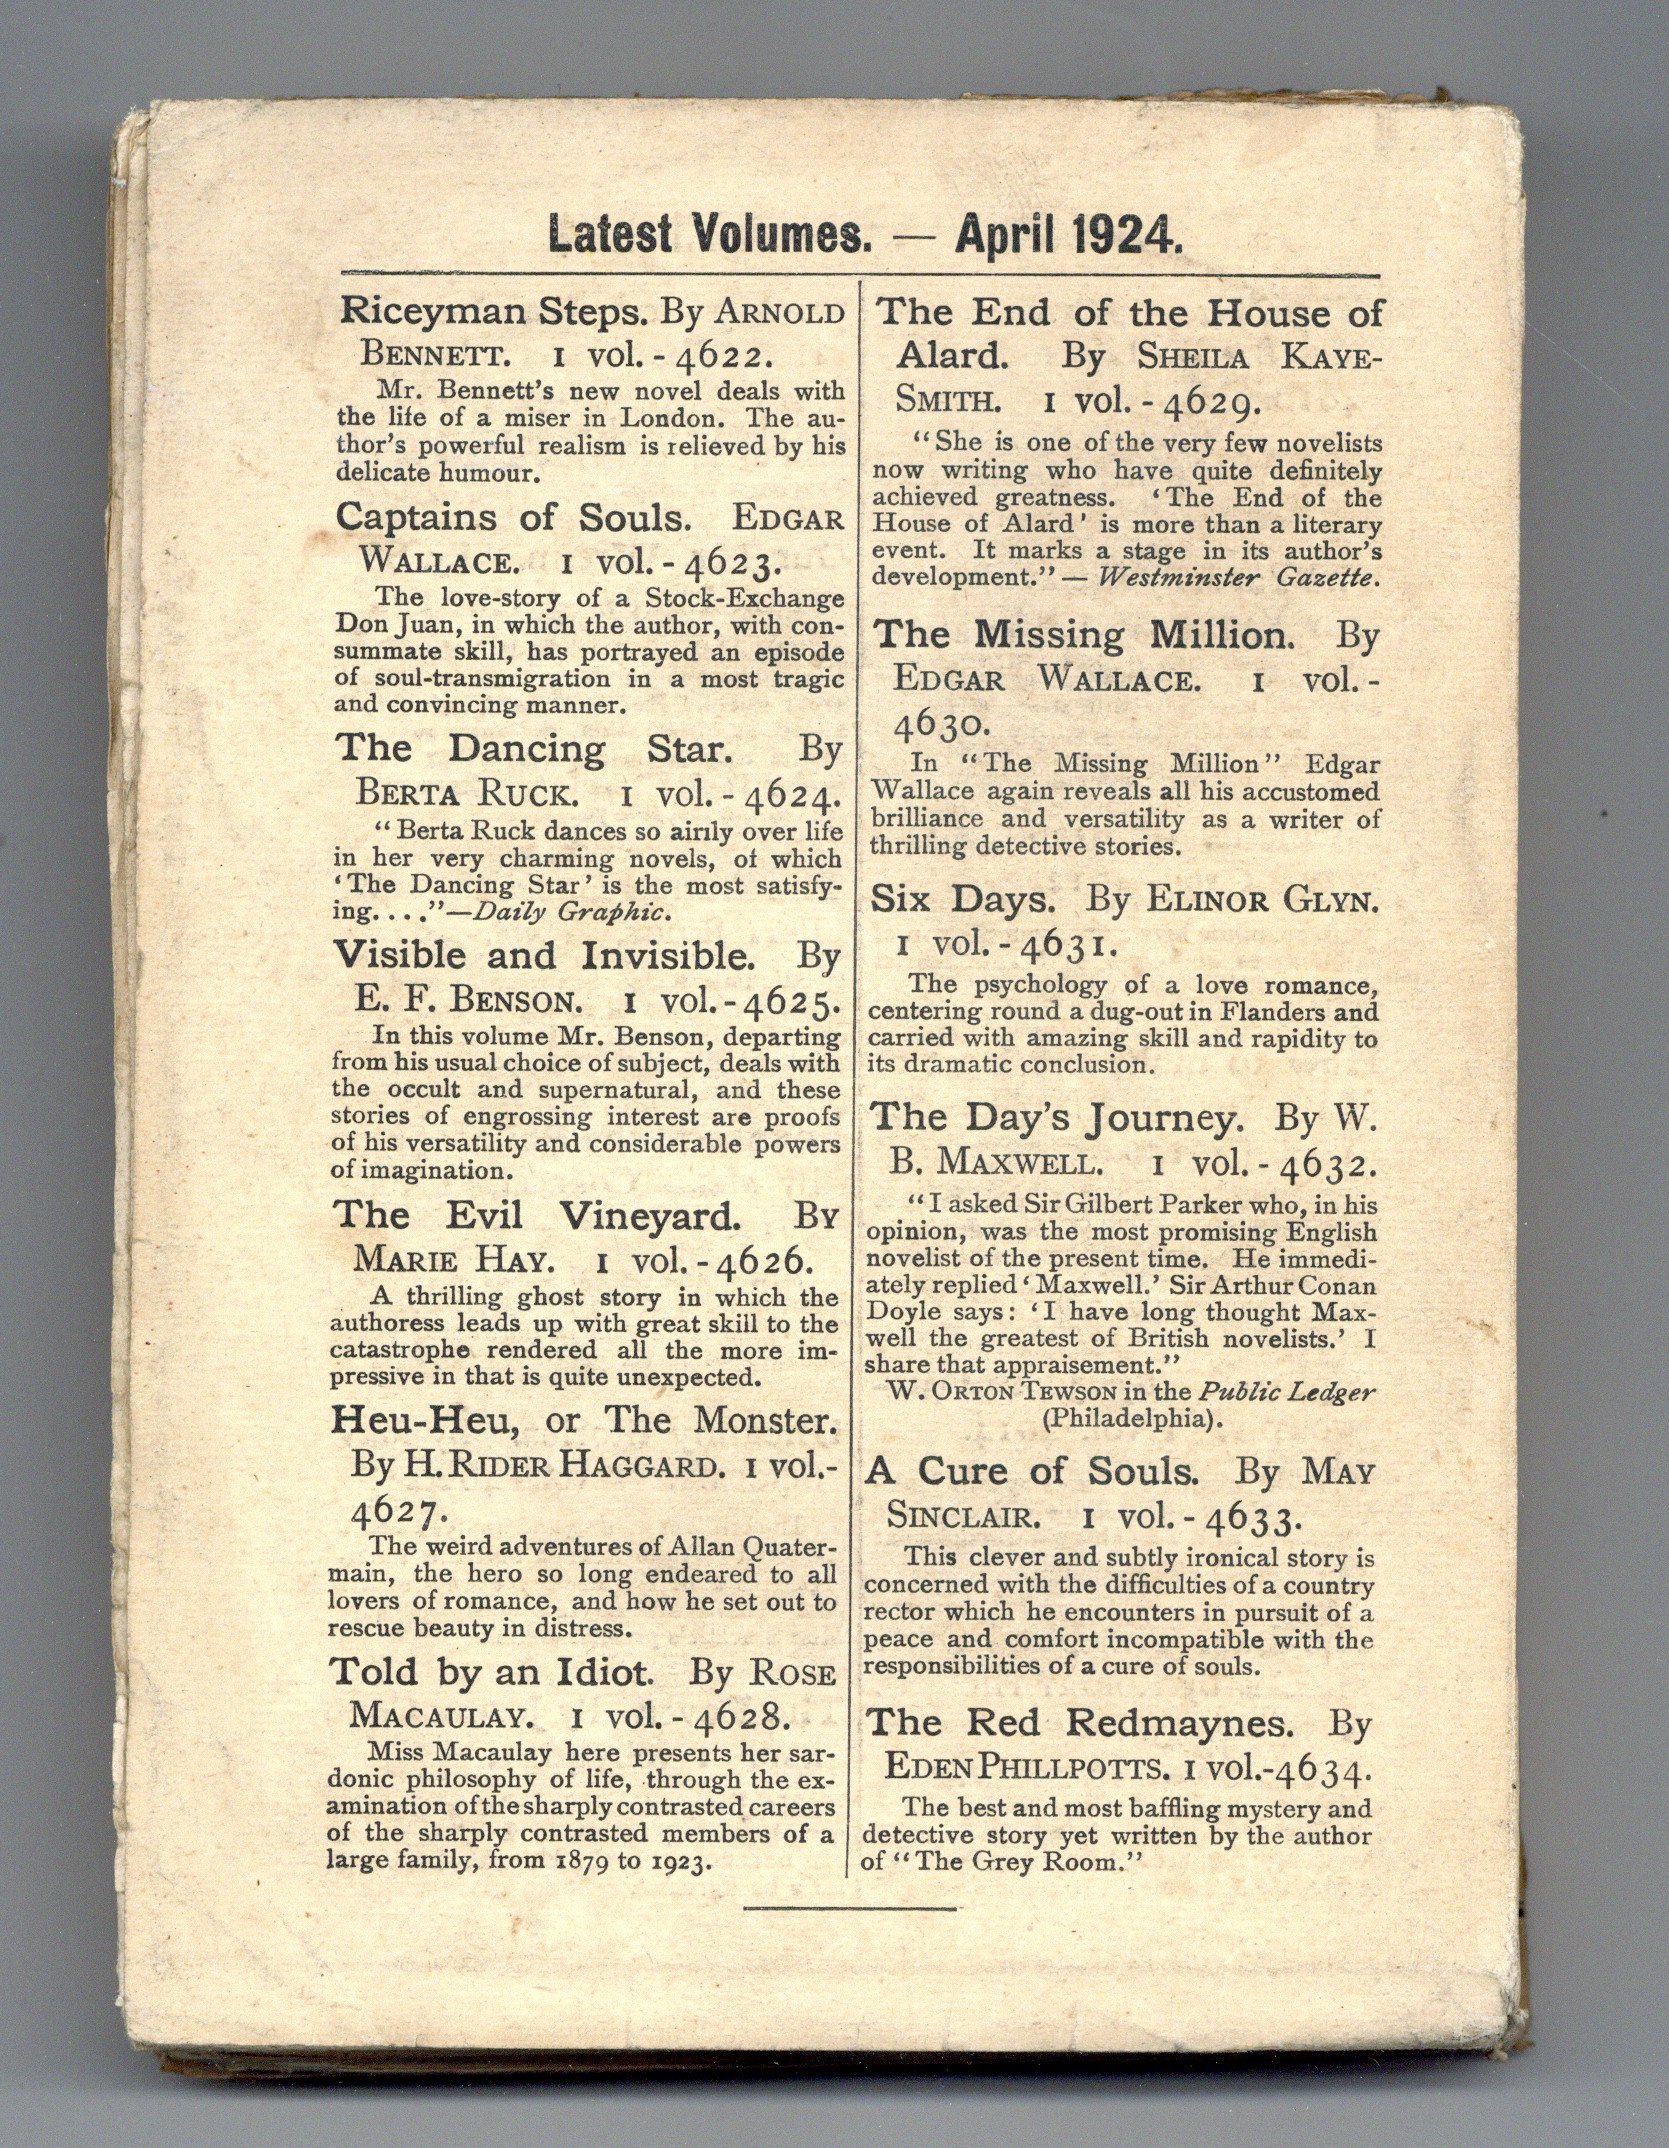 Latest Volumes. — April 1924.
Riceyman Steps. By ARNOLD
BENNETT. 1 vol. - 4622.
Mr. Bennett's new novel deals with
the life of a miser in London. The au-
thor's powerful realism is relieved by his
delicate humour.
Captains of Souls. EDGAR
WALLACE. 1 vol. - 4623.
The love-story of a Stock-Exchange
Don Juan, in which the author, with con-
summate skill, has portrayed an episode
of soul-transmigration in a most tragic
and convincing manner.
The Dancing Star. By
BERTA RUCK. 1 vol. - 4624.
"Berta Ruck dances so airily over life
in her very charming novels, of which
'The Dancing Star' is the most satisfy-
ing. . . ."—Daily Graphic.
Visible and Invisible. By
E. F. BENSON. 1 vol. - 4625.
In this volume Mr. Benson, departing
from his usual choice of subject, deals with
the occult and supernatural, and these
stories of engrossing interest are proofs
of his versatility and considerable powers
of imagination.
The Evil Vineyard. BY
MARIE HAY. 1 vol. - 4626.
A thrilling ghost story in which the
authoress leads up with great skill to the
catastrophe rendered all the more im-
pressive in that is quite unexpected.
Heu-Heu, or The Monster.
By H. RIDER HAGGARD. 1 vol.-
4627.
The weird adventures of Allan Quater-
main, the hero so long endeared to all
lovers of romance, and how he set out to
rescue beauty in distress.
Told by an Idiot. By ROSE
MACAULAY. 1 vol. - 4628.
Miss Macaulay here presents her sar-
donic philosophy of life, through the ex-
amination of the sharply contrasted careers
of the sharply contrasted members of a
large family, from 1879 to 1923.
The End of the House of
Alard. By SHEILA KAYE-
SMITH. 1 vol. - 4629.
"She is one of the very few novelists
now writing who have quite definitely
achieved greatness. 'The End of the
House of Alard' is more than a literary
event. It marks a stage in its author's
development." — Westminster Gazette.
The Missing Million. By
EDGAR WALLACE. 1 vol. -
4630.
In "The Missing Million" Edgar
Wallace again reveals all his accustomed
brilliance and versatility as a writer of
thrilling detective stories.
Six Days. By ELINOR GLYN.
1 vol. - 4631.
The psychology of a love romance,
centering round a dug-out in Flanders and
carried with amazing skill and rapidity to
its dramatic conclusion.
The Day's Journey. By W.
B. MAXWELL. 1 vol. - 4632.
"I asked Sir Gilbert Parker who, in his
opinion, was the most promising English
novelist of the present time. He immedi-
ately replied 'Maxwell.' Sir Arthur Conan
Doyle says: 'I have long thought Max-
well the greatest of British novelists.' I
share that appraisement."
W. ORTON TEWSON in the Public Ledger
(Philadelphia).
A Cure of Souls. By MAY
SINCLAIR. 1 vol. - 4633.
This clever and subtly ironical story is
concerned with the difficulties of a country
rector which he encounters in pursuit of a
peace and comfort incompatible with the
responsibilities of a cure of souls.
The Red Redmaynes. By
EDEN PHILLPOTTS. 1 vol.-4634.
The best and most baffling mystery and
detective story yet written by the author
of "The Grey Room."